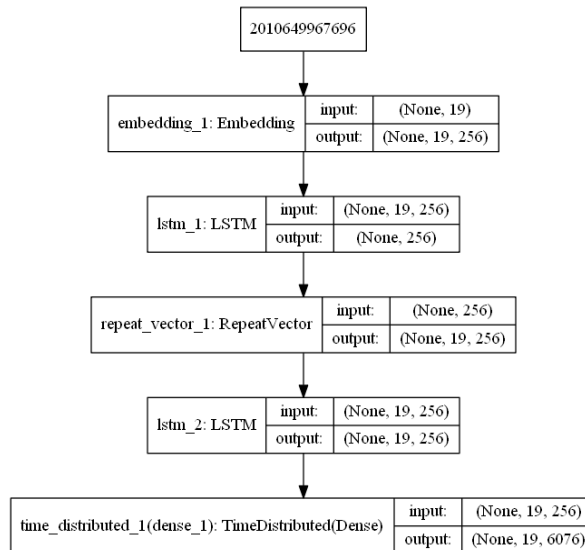 2010649967696
embedding_1: Embedding
input: (None, 19)
output: (None, 19, 256)
lstm_1: LSTM
input: (None, 19, 256)
output: (None, 256)
repeat_vector_1: RepeatVector
input: (None, 256)
output: (None, 19, 256)
lstm_2: LSTM
input: (None, 19, 256)
output: (None, 19, 256)
time_distributed_1(dense_1): TimeDistributed(Dense)
input: (None, 19, 256)
output: (None, 19, 6076)